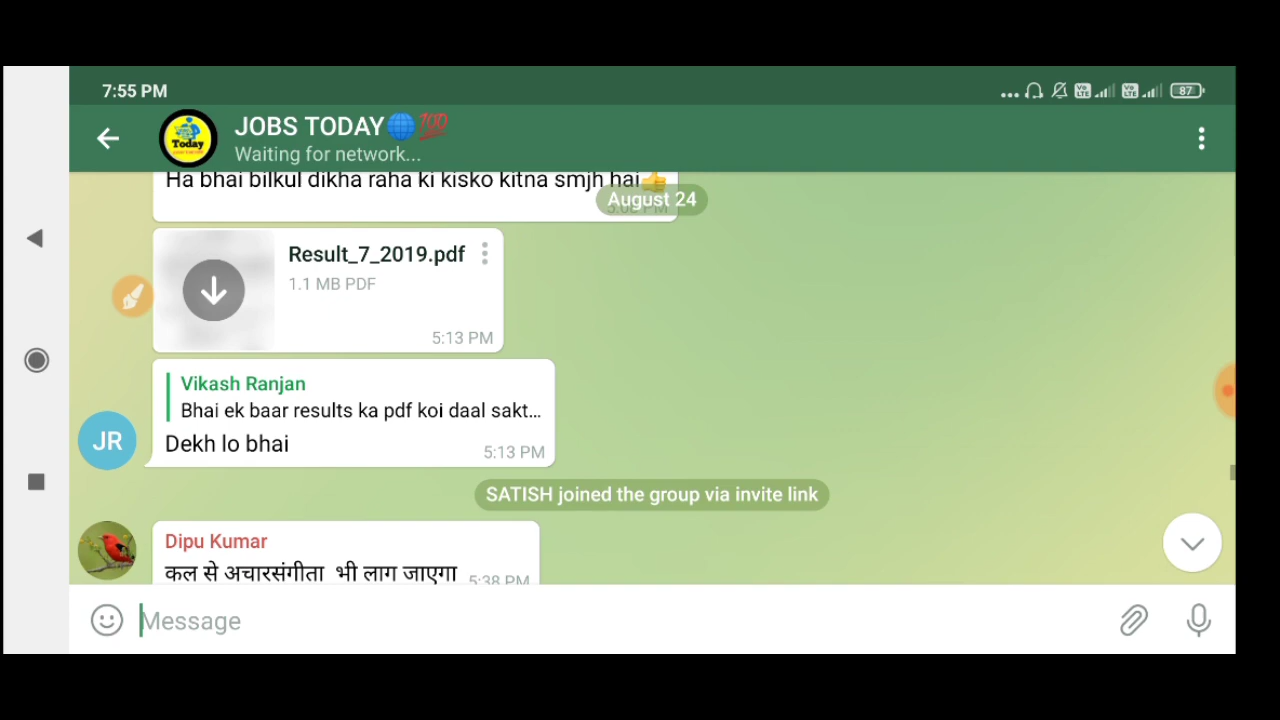 7:55 PM
87
JOBS TODAY🌐💯
Waiting for network...
Today
Ha bhai bilkul dikha raha ki kisko kitna smjh hai👍
August 24
Result_7_2019.pdf
1.1 MB PDF
5:13 PM
Vikash Ranjan
Bhai ek baar results ka pdf koi daal sakt...
JR
Dekh lo bhai
5:13 PM
SATISH joined the group via invite link
Dipu Kumar
कल से अचारसंगीता भी लाग जाएगा
5:38 PM
Message